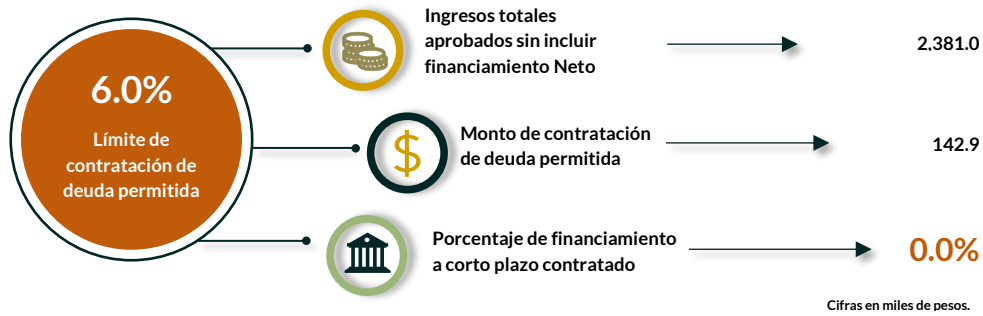 6.0%
Límite de
contratación de
deuda permitida
Ingresos totales
aprobados sin incluir
financiamiento Neto
2,381.0
$
Monto de contratación
de deuda permitida
142.9
Porcentaje de financiamiento
a corto plazo contratado
0.0%
Cifras en miles de pesos.